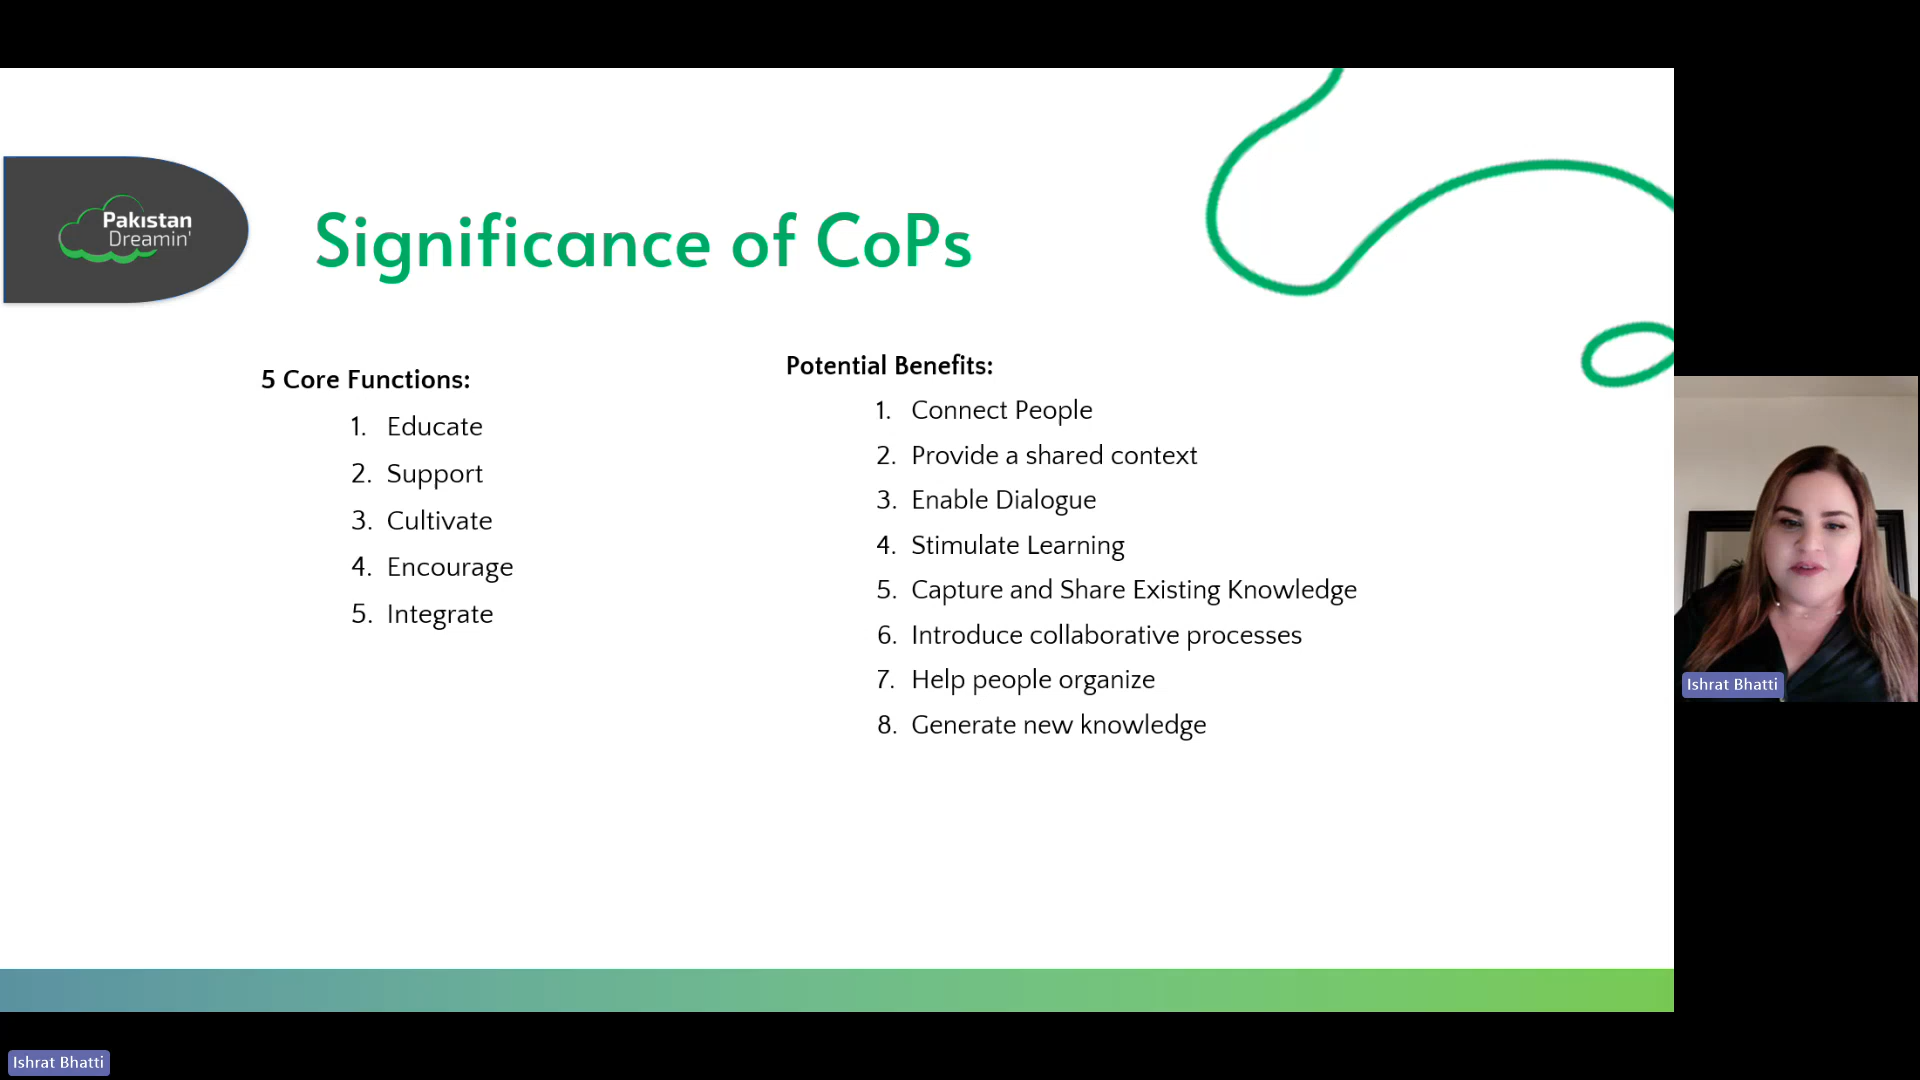 Pakistan
Dreamin'
Significance of CoPs
5 Core Functions:
1. Educate
2. Support
3. Cultivate
4. Encourage
5. Integrate
Potential Benefits:
1. Connect People
2. Provide a shared context
3. Enable Dialogue
4. Stimulate Learning
5. Capture and Share Existing Knowledge
6. Introduce collaborative processes
7. Help people organize
8. Generate new knowledge
Ishrat Bhatti
Ishrat Bhatti